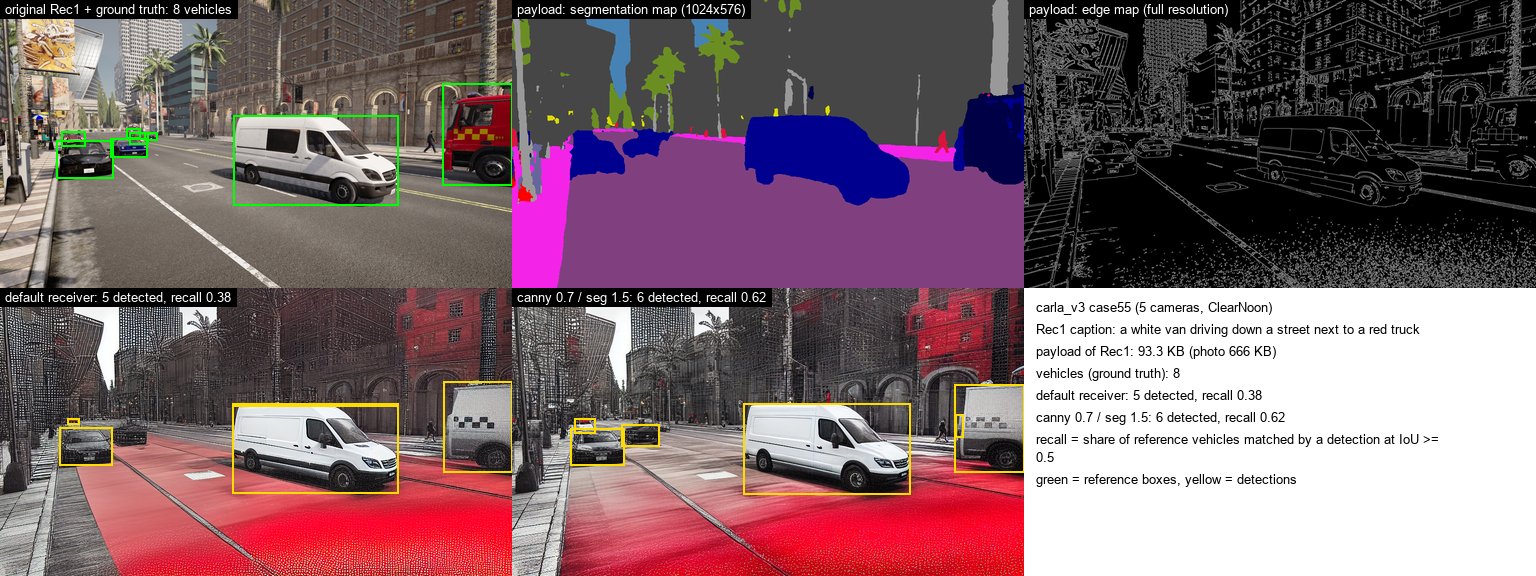 original Rec1 + ground truth: 8 vehicles
payload: segmentation map (1024x576)
payload: edge map (full resolution)
default receiver: 5 detected, recall 0.38
canny 0.7 / seg 1.5: 6 detected, recall 0.62
carla_v3 case55 (5 cameras, ClearNoon)
Rec1 caption: a white van driving down a street next to a red truck
payload of Rec1: 93.3 KB (photo 666 KB)
vehicles (ground truth): 8
default receiver: 5 detected, recall 0.38
canny 0.7 / seg 1.5: 6 detected, recall 0.62
recall = share of reference vehicles matched by a detection at IoU >=
0.5
green = reference boxes, yellow = detections